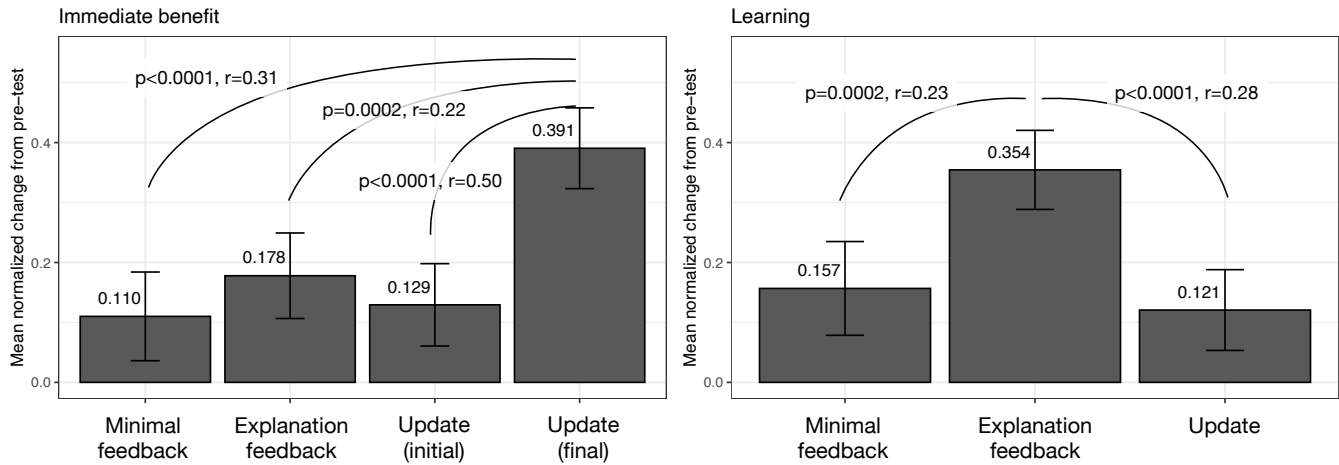 Immediate benefit
Mean normalized change from pre-test
0.4
0.2
0.0
p<0.0001, r=0.31
p=0.0002, r=0.22
p<0.0001, r=0.50
0.110
0.178
0.129
0.391
Minimal
feedback
Explanation
feedback
Update
(initial)
Update
(final)
Learning
Mean normalized change from pre-test
0.4
0.2
0.0
p=0.0002, r=0.23
p<0.0001, r=0.28
0.157
0.354
0.121
Minimal
feedback
Explanation
feedback
Update